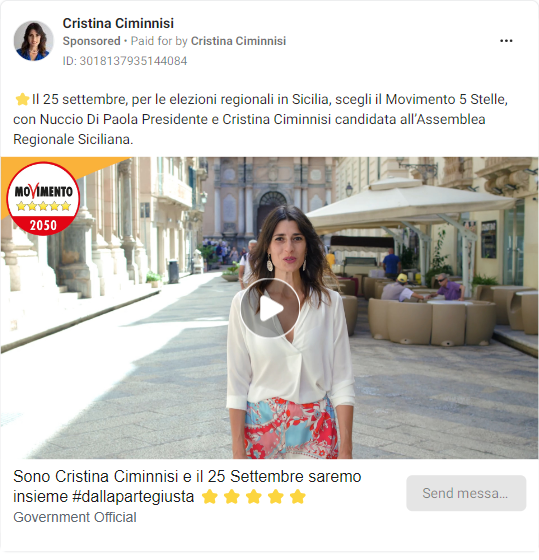 Cristina Ciminnisi
Sponsored • Paid for by Cristina Ciminnisi
ID: 3018137935144084
⭐Il 25 settembre, per le elezioni regionali in Sicilia, scegli il Movimento 5 Stelle,
con Nuccio Di Paola Presidente e Cristina Ciminnisi candidata all'Assemblea
Regionale Siciliana.
MOVIMENTO
2050
Sono Cristina Ciminnisi e il 25 Settembre saremo
insieme #dallapartegiusta ⭐⭐⭐⭐⭐
Government Official
Send messa...